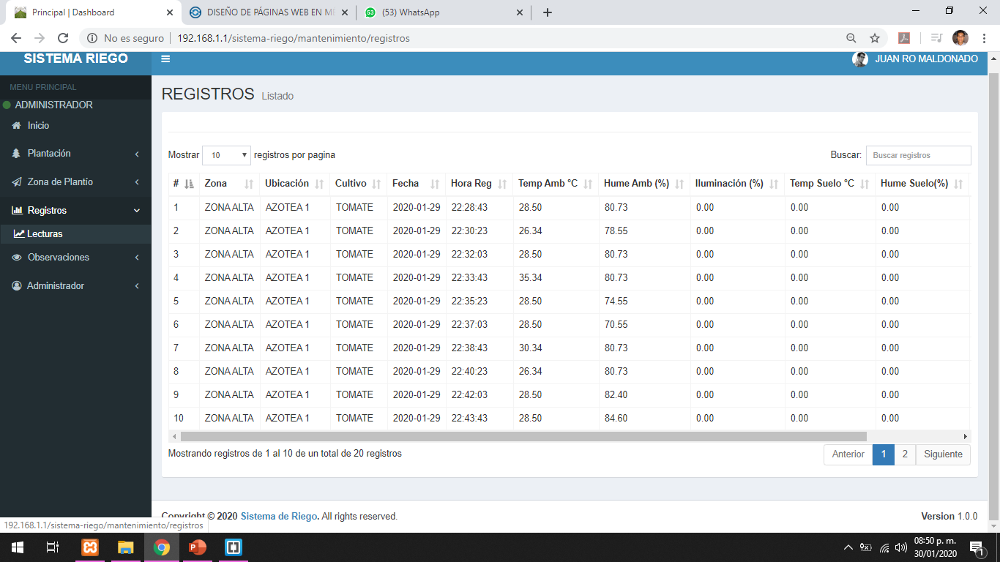 Principal | Dashboard
DISEÑO DE PÁGINAS WEB EN MÉ
(53) WhatsApp
No es seguro | 192.168.1.1/sistema-riego/mantenimiento/registros
SISTEMA RIEGO
JUAN RO MALDONADO
MENU PRINCIPAL
ADMINISTRADOR
Inicio
Plantación
Zona de Plantío
Registros
Lecturas
Observaciones
Administrador
REGISTROS Listado
Mostrar 10 registros por pagina
Buscar: Buscar registros
# Zona Ubicación Cultivo Fecha Hora Reg Temp Amb °C Hume Amb (%) Iluminación (%) Temp Suelo °C Hume Suelo(%)
1 ZONA ALTA AZOTEA 1 TOMATE 2020-01-29 22:28:43 28.50 80.73 0.00 0.00 0.00
2 ZONA ALTA AZOTEA 1 TOMATE 2020-01-29 22:30:23 26.34 78.55 0.00 0.00 0.00
3 ZONA ALTA AZOTEA 1 TOMATE 2020-01-29 22:32:03 28.50 80.73 0.00 0.00 0.00
4 ZONA ALTA AZOTEA 1 TOMATE 2020-01-29 22:33:43 35.34 80.73 0.00 0.00 0.00
5 ZONA ALTA AZOTEA 1 TOMATE 2020-01-29 22:35:23 28.50 74.55 0.00 0.00 0.00
6 ZONA ALTA AZOTEA 1 TOMATE 2020-01-29 22:37:03 28.50 70.55 0.00 0.00 0.00
7 ZONA ALTA AZOTEA 1 TOMATE 2020-01-29 22:38:43 30.34 80.73 0.00 0.00 0.00
8 ZONA ALTA AZOTEA 1 TOMATE 2020-01-29 22:40:23 26.34 80.73 0.00 0.00 0.00
9 ZONA ALTA AZOTEA 1 TOMATE 2020-01-29 22:42:03 28.50 82.40 0.00 0.00 0.00
10 ZONA ALTA AZOTEA 1 TOMATE 2020-01-29 22:43:43 28.50 84.60 0.00 0.00 0.00
Mostrando registros de 1 al 10 de un total de 20 registros
Anterior 1 2 Siguiente
Copyright © 2020 Sistema de Riego. All rights reserved.
Version 1.0.0
192.168.1.1/sistema-riego/mantenimiento/registros
08:50 p. m.
30/01/2020
1